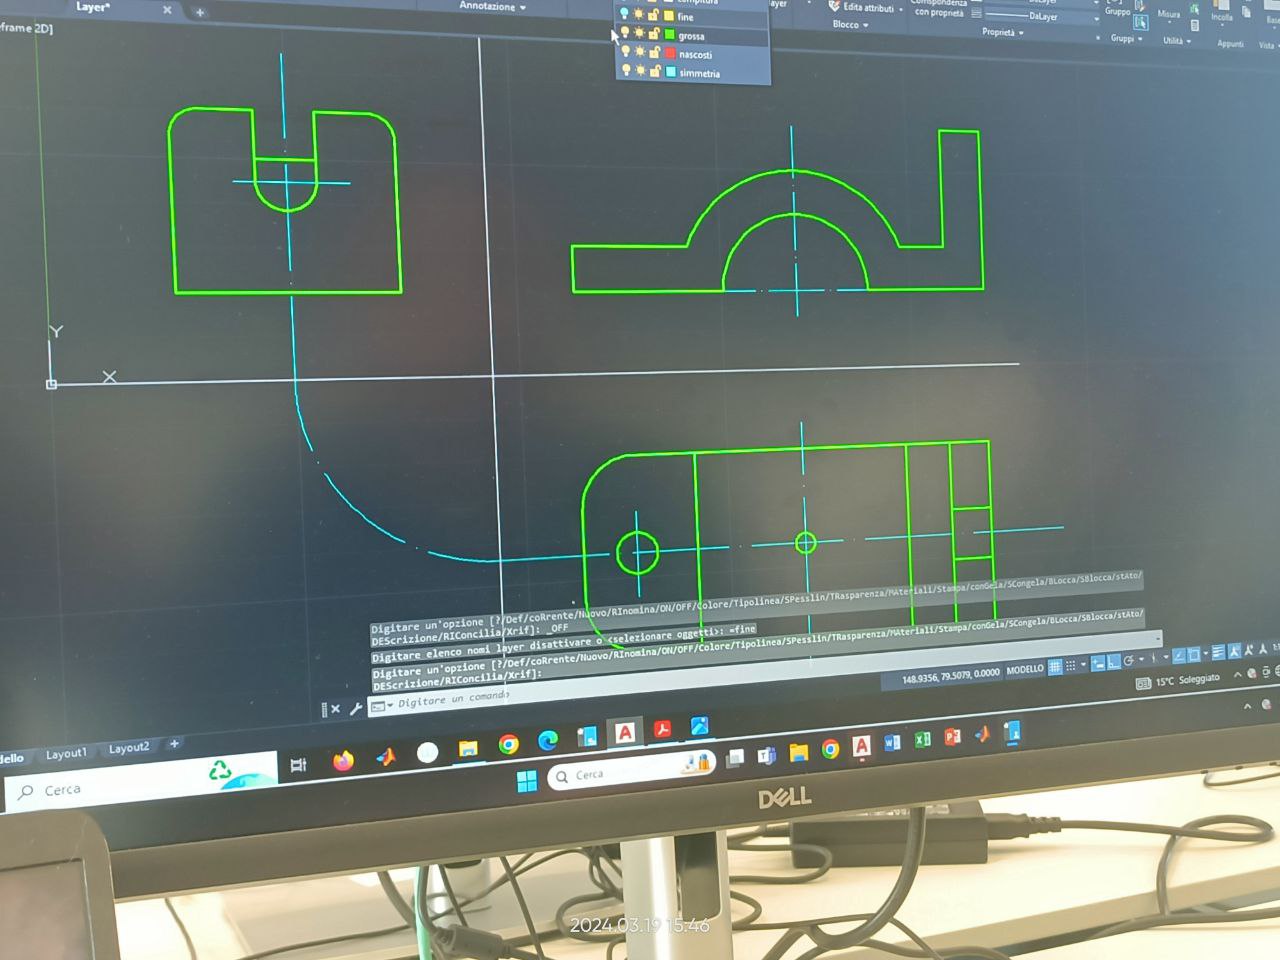 Layer*
Annotazione
fine
grossa
nascosti
simmetria
Edita attributi
Blocco
con proprietà
DaLayer
DaLayer
Proprietà
Gruppo
Gruppi
Misura
Utilità
Incolla
Appunti
Vista
frame 2D]
Y
X
Digitare un'opzione [?/Def/coRrente/Nuovo/RInomina/ON/OFF/Colore/Tipolinea/SPesslin/TRasparenza/MAteriali/Stampa/conGela/SCongela/BLocca/SBlocca/stAto/
DEScrizione/RIConcilia/Xrif]: _OFF
Digitare elenco nomi layer disattivare o <selezionare oggetti>: =fine
Digitare un'opzione [?/Def/coRrente/Nuovo/RInomina/ON/OFF/Colore/Tipolinea/SPesslin/TRasparenza/MAteriali/Stampa/conGela/SCongela/BLocca/SBlocca/stAto/
DEScrizione/RIConcilia/Xrif]:
Digitare un comando
148.9356, 79.5079, 0.0000 MODELLO
15°C Soleggiato
dello Layout1 Layout2
Cerca
Cerca
DELL
2024.03.19 15:46